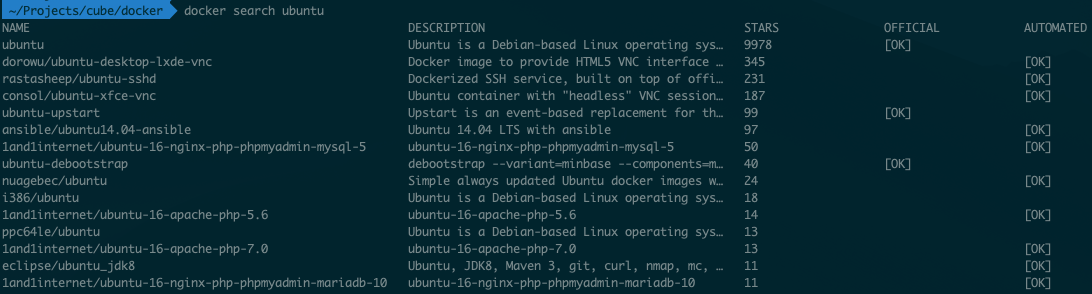 ~/Projects/cube/docker docker search ubuntu
NAME DESCRIPTION STARS OFFICIAL AUTOMATED
ubuntu Ubuntu is a Debian-based Linux operating sys… 9978 [OK]
dorowu/ubuntu-desktop-lxde-vnc Docker image to provide HTML5 VNC interface … 345 [OK]
rastasheep/ubuntu-sshd Dockerized SSH service, built on top of offi… 231 [OK]
consol/ubuntu-xfce-vnc Ubuntu container with "headless" VNC session… 187 [OK]
ubuntu-upstart Upstart is an event-based replacement for th… 99 [OK]
ansible/ubuntu14.04-ansible Ubuntu 14.04 LTS with ansible 97 [OK]
1and1internet/ubuntu-16-nginx-php-phpmyadmin-mysql-5 ubuntu-16-nginx-php-phpmyadmin-mysql-5 50 [OK]
ubuntu-debootstrap debootstrap --variant=minbase --components=m… 40 [OK]
nuagebec/ubuntu Simple always updated Ubuntu docker images w… 24 [OK]
i386/ubuntu Ubuntu is a Debian-based Linux operating sys… 18
1and1internet/ubuntu-16-apache-php-5.6 ubuntu-16-apache-php-5.6 14 [OK]
ppc64le/ubuntu Ubuntu is a Debian-based Linux operating sys… 13
1and1internet/ubuntu-16-apache-php-7.0 ubuntu-16-apache-php-7.0 13 [OK]
eclipse/ubuntu_jdk8 Ubuntu, JDK8, Maven 3, git, curl, nmap, mc, … 11 [OK]
1and1internet/ubuntu-16-nginx-php-phpmyadmin-mariadb-10 ubuntu-16-nginx-php-phpmyadmin-mariadb-10 11 [OK]